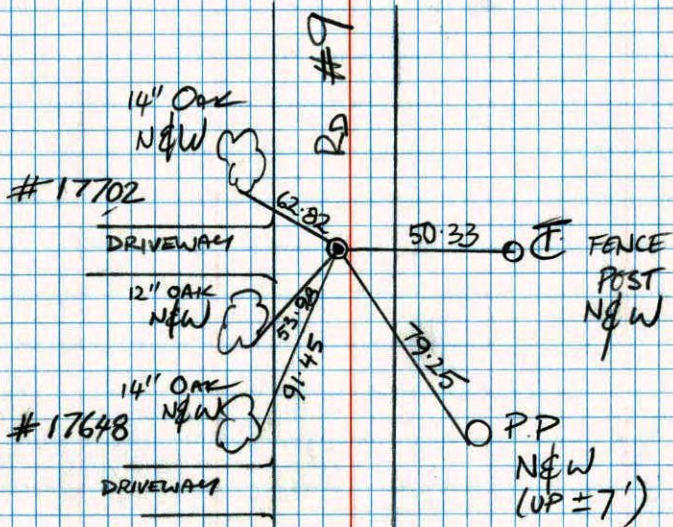 RD #9
14" OAK
N&W
#17702
62.82
DRIVEWAY
50.33
FENCE
POST
N&W
12" OAK
N&W
53.98
91.45
79.25
14" OAK
N&W
#17648
P.P
N&W
(UP ± 7')
DRIVEWAY